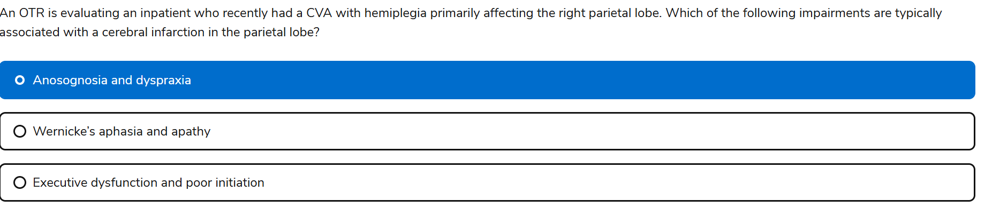 An OTR is evaluating an inpatient who recently had a CVA with hemiplegia primarily affecting the right parietal lobe. Which of the following impairments are typically
associated with a cerebral infarction in the parietal lobe?
Anosognosia and dyspraxia
Wernicke’s aphasia and apathy
Executive dysfunction and poor initiation